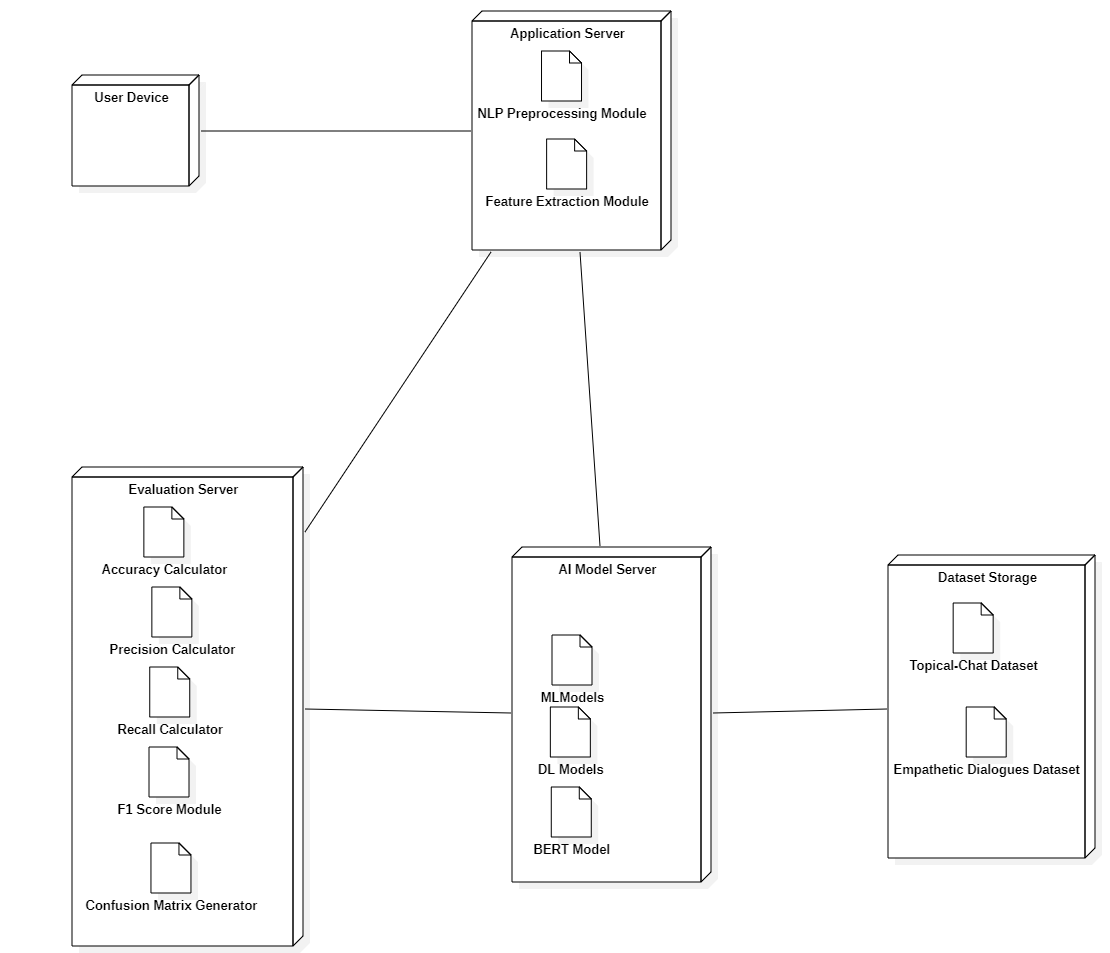 Application Server
NLP Preprocessing Module
Feature Extraction Module
User Device
Evaluation Server
Accuracy Calculator
Precision Calculator
Recall Calculator
F1 Score Module
Confusion Matrix Generator
AI Model Server
MLModels
DL Models
BERT Model
Dataset Storage
Topical-Chat Dataset
Empathetic Dialogues Dataset